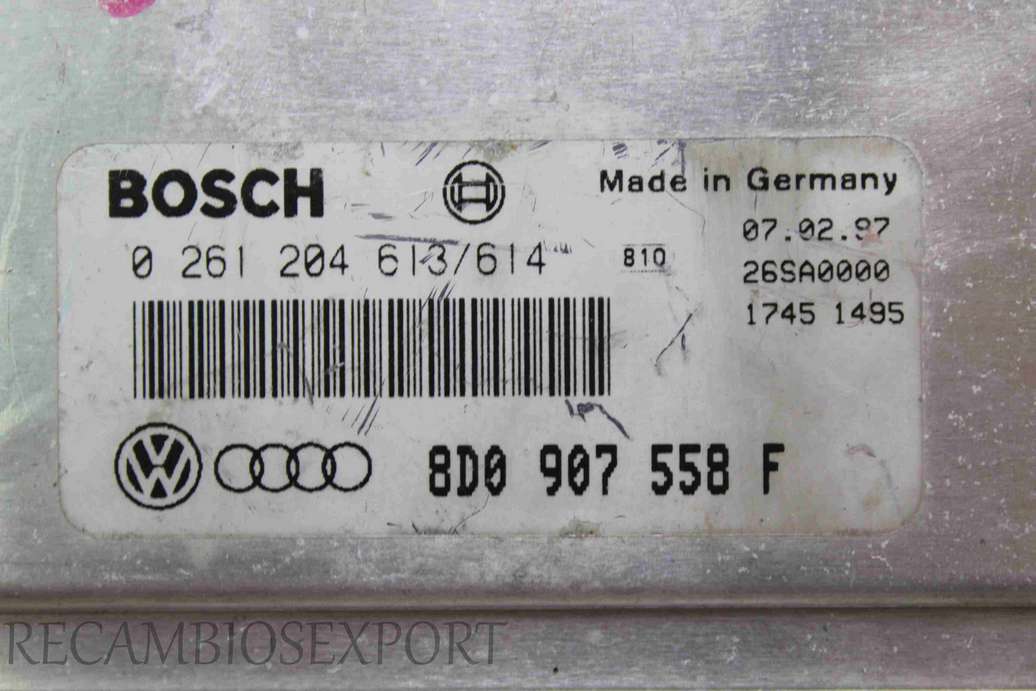 BOSCH
Made in Germany
0 261 204 613/614
810
07.02.97
26SA0000
1745 1495
8D0 907 558 F
RECAMBIOSEXPORT